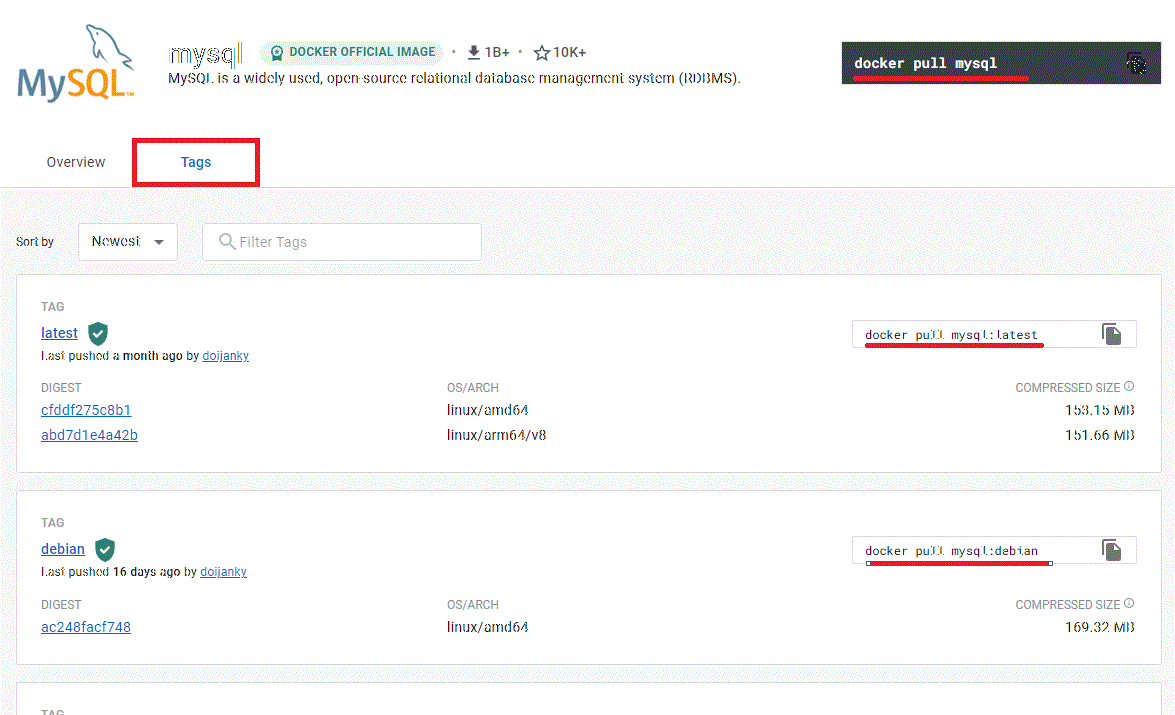 MySQL™
mysql DOCKER OFFICIAL IMAGE • 1B+ • 10K+
MySQL is a widely used, open-source relational database management system (RDBMS).
docker pull mysql
Overview Tags
Sort by Newest Filter Tags
TAG
latest
docker pull mysql:latest
Last pushed a month ago by doijanky
DIGEST OS/ARCH COMPRESSED SIZE
cfddf275c8b1 linux/amd64 153.15 MB
abd7d1e4a42b linux/arm64/v8 151.66 MB
TAG
debian
docker pull mysql:debian
Last pushed 16 days ago by doijanky
DIGEST OS/ARCH COMPRESSED SIZE
ac248facf748 linux/amd64 169.32 MB
TAG